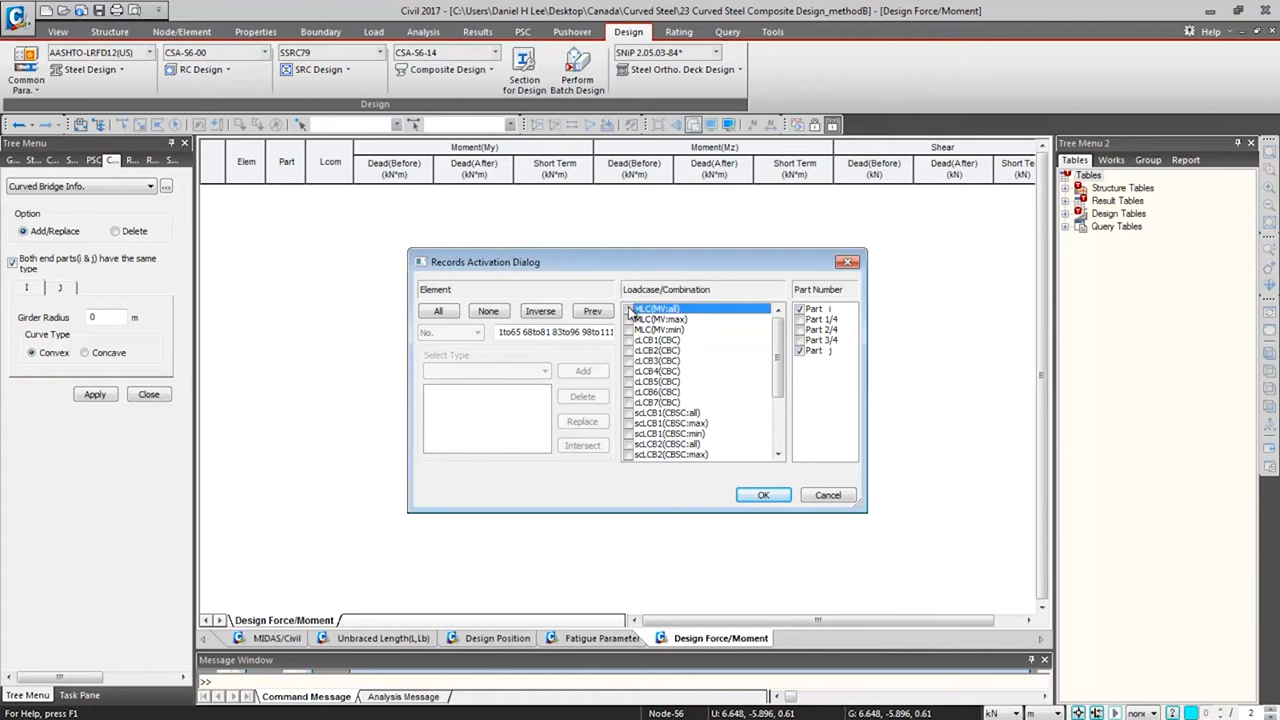 Civil 2017 - [C:\Users\Daniel H Lee\Desktop\Canada\Curved Steel\23 Curved Steel Composite Design_methodB] - [Design Force/Moment]
View Structure Node/Element Properties Boundary Load Analysis Results PSC Pushover Design Rating Query Tools Help
AASHTO-LRFD12(US) CSA-S6-00 SSRC79 CSA-S6-14 SNiP 2.05.03-84*
Common Para. Steel Design RC Design SRC Design Composite Design Section for Design Perform Batch Design Steel Ortho. Deck Design
Design
Tree Menu
G... St... C... S... PSC C... R... R... S...
Curved Bridge Info.
Option
Add/Replace Delete
Both end parts(i & j) have the same type
I J
Girder Radius 0 m
Curve Type
Convex Concave
Apply Close
Tree Menu Task Pane
Moment(My) Moment(Mz) Shear
Elem Part Lcom Dead(Before) (kN*m) Dead(After) (kN*m) Short Term (kN*m) Dead(Before) (kN*m) Dead(After) (kN*m) Short Term (kN*m) Dead(Before) (kN) Dead(After) (kN) Short Te (kN)
Records Activation Dialog
Element Loadcase/Combination Part Number
All None Inverse Prev
No. 1to65 68to81 83to96 98to111
Select Type
Add
Delete
Replace
Intersect
MLC(MV:all)
MLC(MV:max)
MLC(MV:min)
cLCB1(CBC)
cLCB2(CBC)
cLCB3(CBC)
cLCB4(CBC)
cLCB5(CBC)
cLCB6(CBC)
cLCB7(CBC)
scLCB1(CBSC:all)
scLCB1(CBSC:max)
scLCB1(CBSC:min)
scLCB2(CBSC:all)
scLCB2(CBSC:max)
Part i
Part 1/4
Part 2/4
Part 3/4
Part j
OK Cancel
Tree Menu 2
Tables Works Group Report
Tables
Structure Tables
Result Tables
Design Tables
Query Tables
Design Force/Moment
MIDAS/Civil Unbraced Length(L,Lb) Design Position Fatigue Parameter Design Force/Moment
Message Window
>>
Command Message Analysis Message
For Help, press F1 Node-56 U: 6.648, -5.896, 0.61 G: 6.648, -5.896, 0.61 kN m none ? 0 / 2